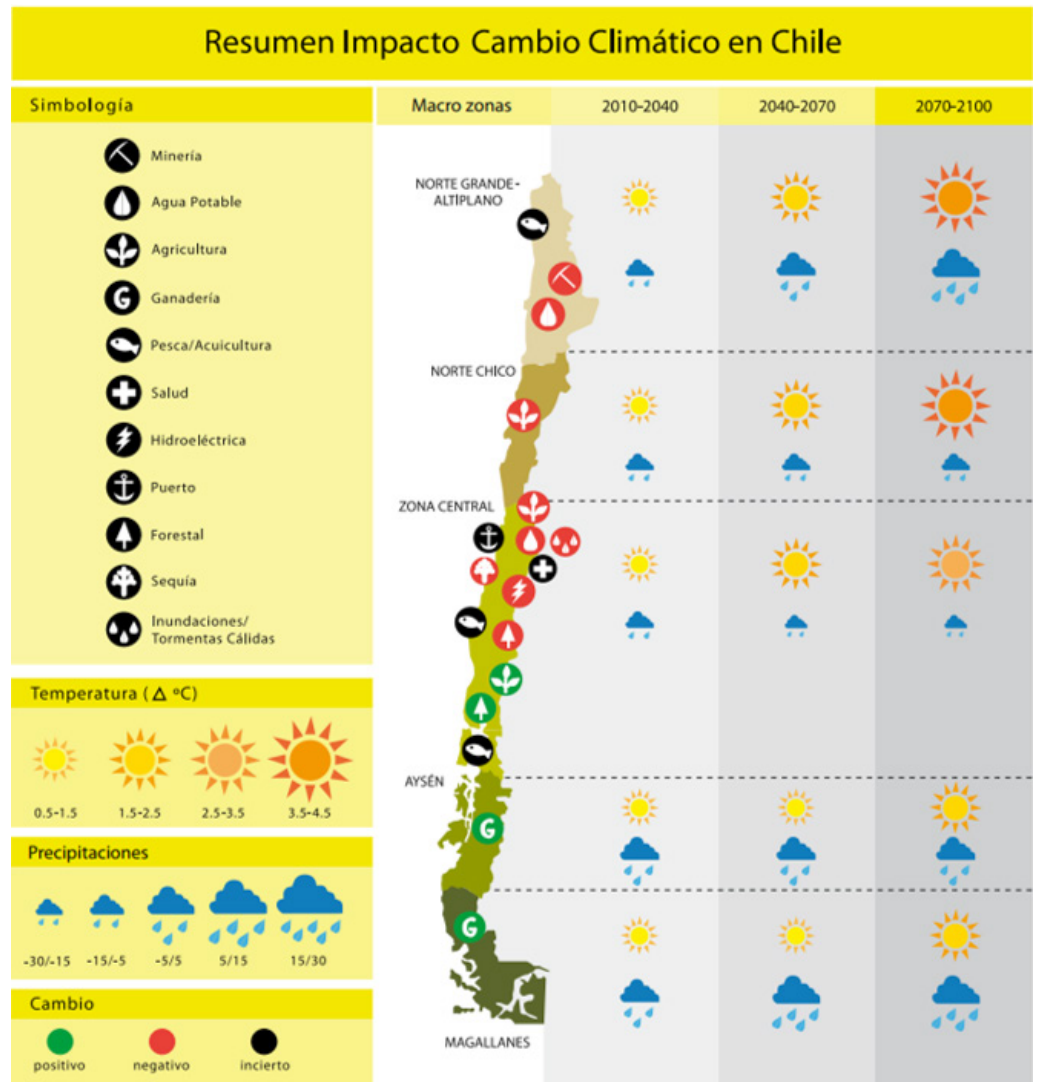 Resumen Impacto Cambio Climático en Chile
Simbología
Minería
Agua Potable
Agricultura
G Ganadería
Pesca/Acuicultura
Salud
Hidroeléctrica
Puerto
Forestal
Sequía
Inundaciones/
Tormentas Cálidas
Temperatura (Δ ºC)
0.5-1.5 1.5-2.5 2.5-3.5 3.5-4.5
Precipitaciones
-30/-15 -15/-5 -5/5 5/15 15/30
Cambio
positivo negativo incierto
Macro zonas 2010-2040 2040-2070 2070-2100
NORTE GRANDE-
ALTIPLANO
NORTE CHICO
ZONA CENTRAL
AYSÉN
G
G
MAGALLANES